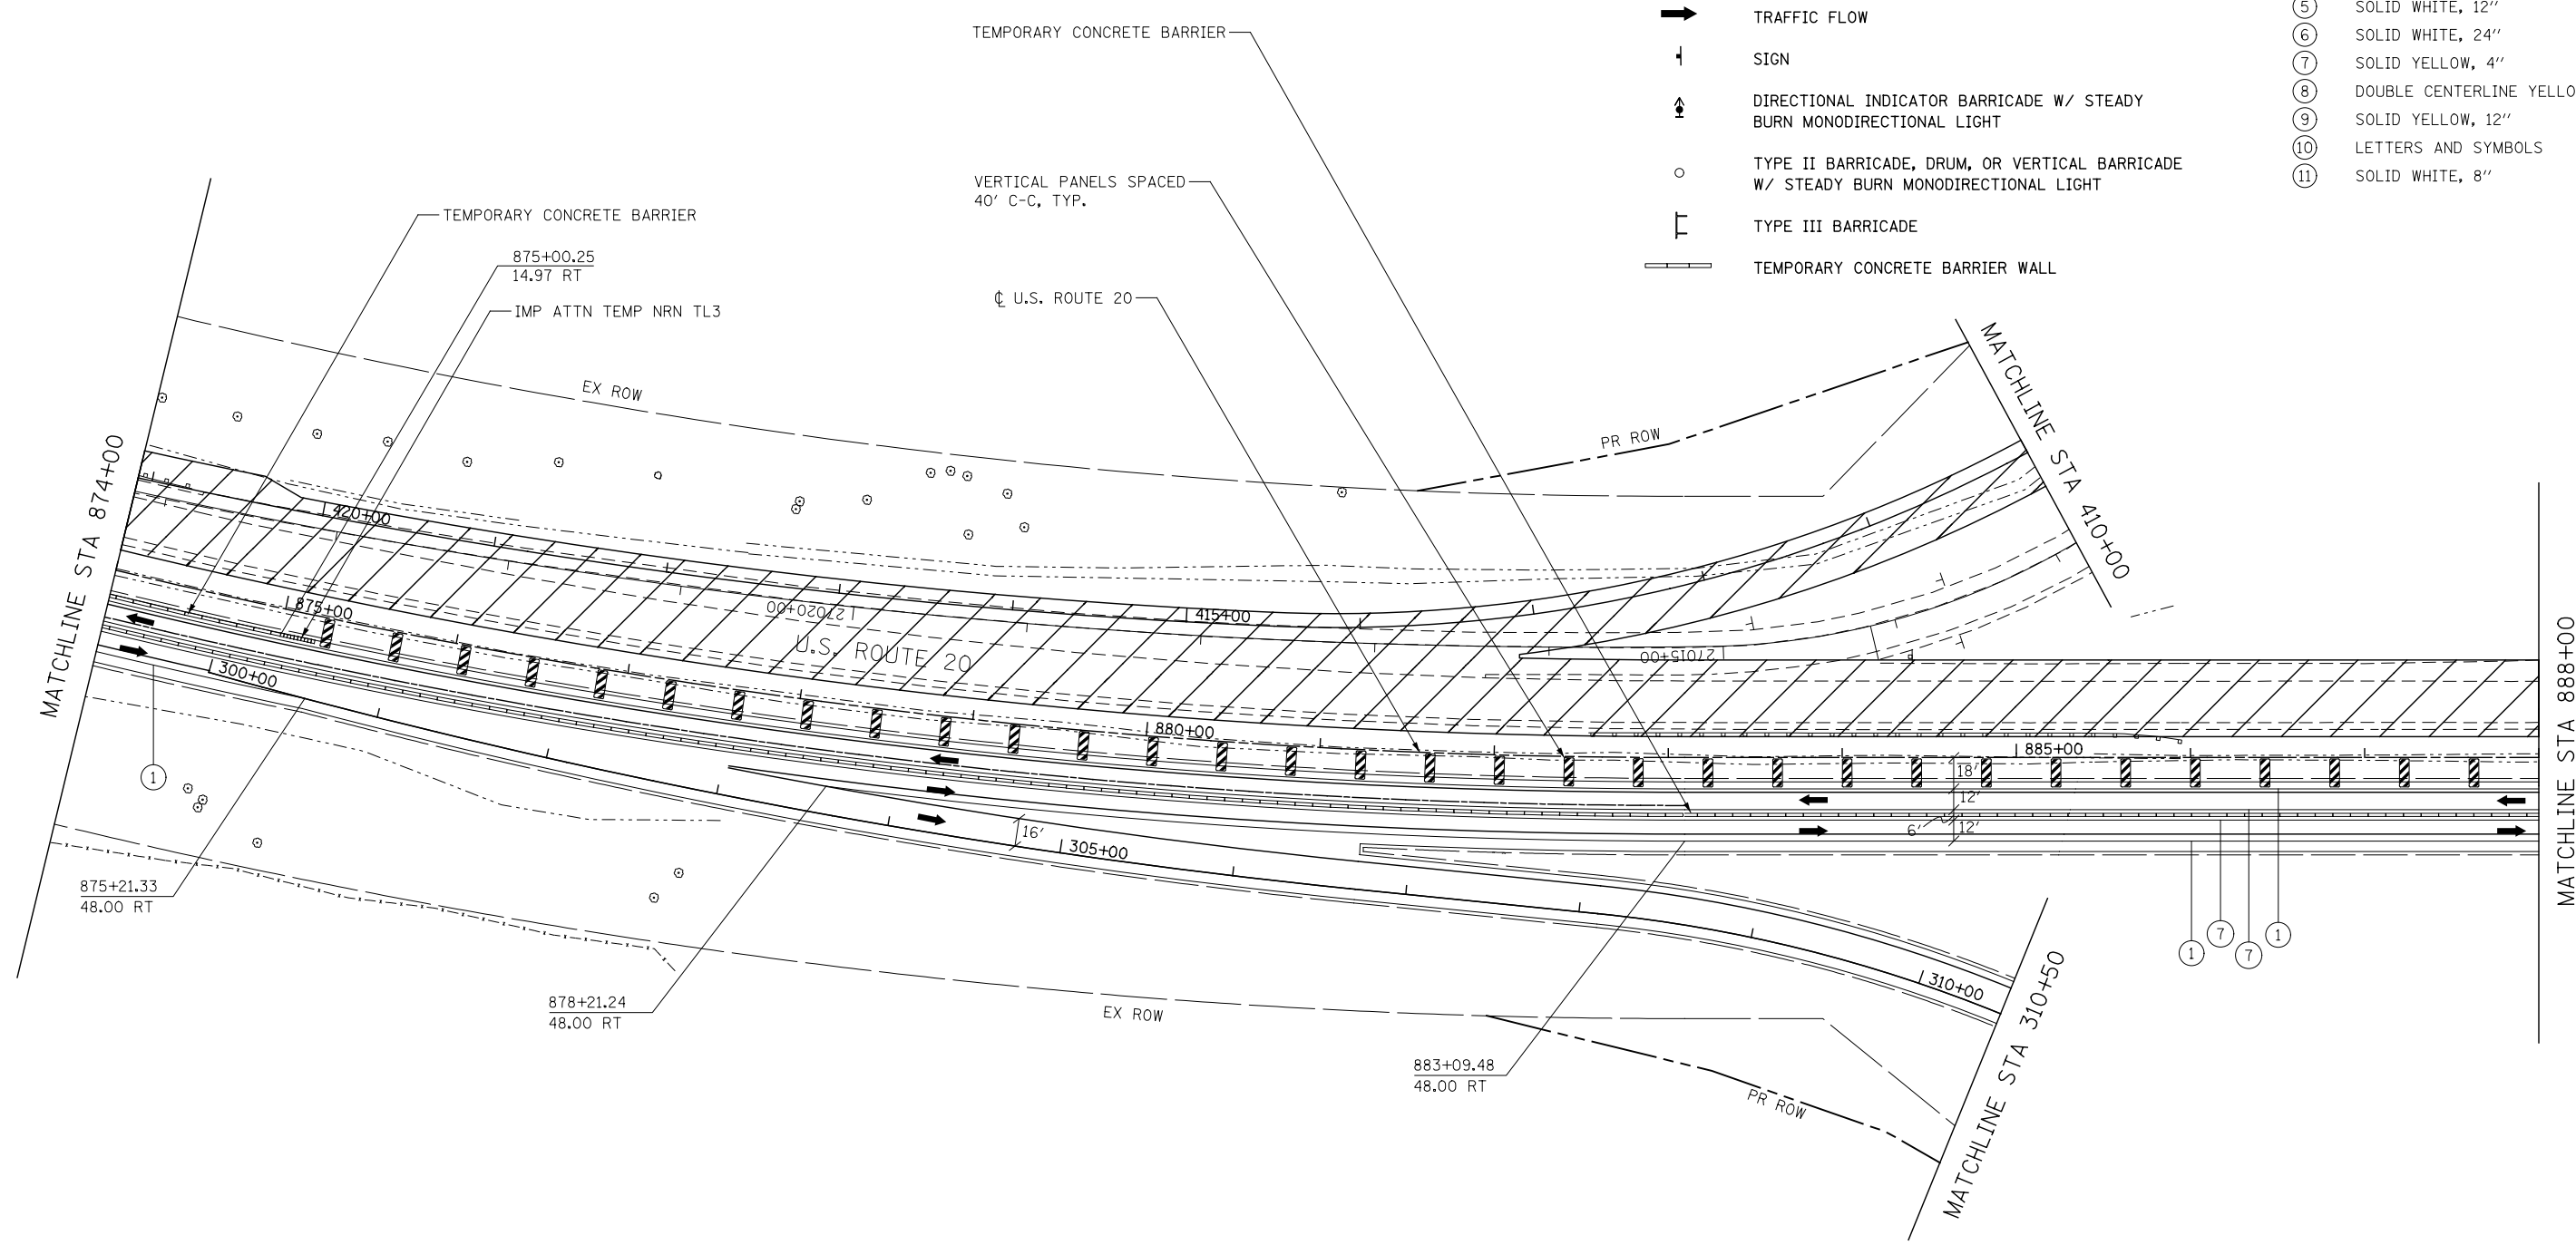 TRAFFIC FLOW
SIGN
DIRECTIONAL INDICATOR BARRICADE W/ STEADY
BURN MONODIRECTIONAL LIGHT
TYPE II BARRICADE, DRUM, OR VERTICAL BARRICADE
W/ STEADY BURN MONODIRECTIONAL LIGHT
TYPE III BARRICADE
TEMPORARY CONCRETE BARRIER WALL
5 SOLID WHITE, 12"
6 SOLID WHITE, 24"
7 SOLID YELLOW, 4"
8 DOUBLE CENTERLINE YELLO
9 SOLID YELLOW, 12"
10 LETTERS AND SYMBOLS
11 SOLID WHITE, 8"
TEMPORARY CONCRETE BARRIER
VERTICAL PANELS SPACED
40' C-C, TYP.
℄ U.S. ROUTE 20
TEMPORARY CONCRETE BARRIER
875+00.25
14.97 RT
IMP ATTN TEMP NRN TL3
EX ROW
PR ROW
MATCHLINE STA 874+00
MATCHLINE STA 410+00
MATCHLINE STA 888+00
420+00
415+00
127020+00
127015+00
U.S. ROUTE 20
875+00
880+00
885+00
300+00
305+00
310+00
16'
18'
12'
6'
12'
1
1
7
7
1
875+21.33
48.00 RT
878+21.24
48.00 RT
883+09.48
48.00 RT
EX ROW
PR ROW
MATCHLINE STA 310+50